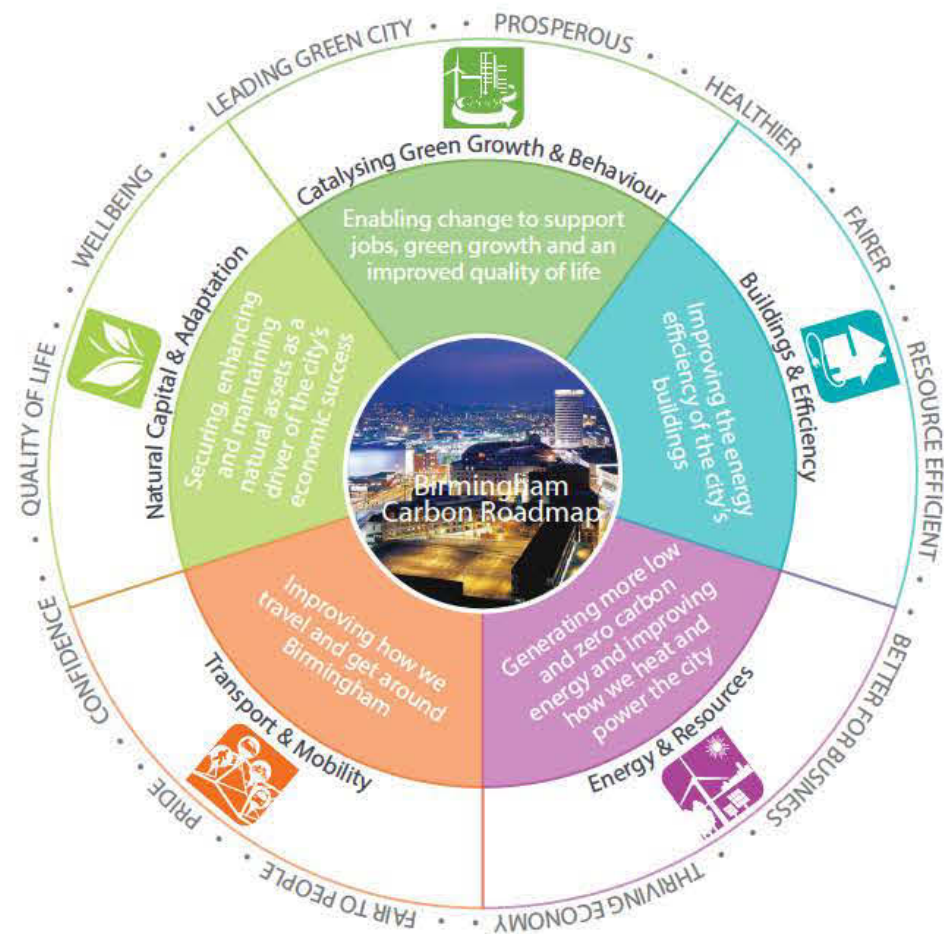 LEADING GREEN CITY
PROSPEROUS
HEALTHIER
FAIRER
RESOURCE EFFICIENT
BETTER FOR BUSINESS
THRIVING ECONOMY
FAIR TO PEOPLE
PRIDE
CONFIDENCE
QUALITY OF LIFE
WELLBEING
Catalysing Green Growth & Behaviour
Enabling change to support
jobs, green growth and an
improved quality of life
Buildings & Efficiency
Improving the energy
efficiency of the city's
buildings
Energy & Resources
Generating more low
and zero carbon
energy and improving
how we heat and
power the city
Transport & Mobility
Improving how we
travel and get around
Birmingham
Natural Capital & Adaptation
Securing, enhancing
and maintaining
natural assets as a
driver of the city's
economic success
Birmingham
Carbon Roadmap